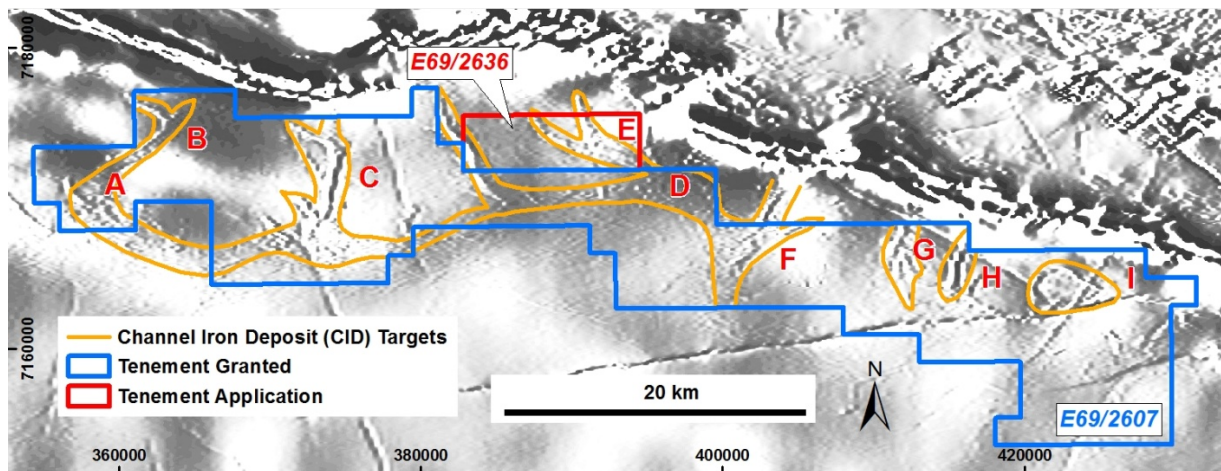 7180000
E69/2636
B
E
A
C
D
F
G
H
I
Channel Iron Deposit (CID) Targets
Tenement Granted
Tenement Application
7160000
20 km
N
E69/2607
360000
380000
400000
420000